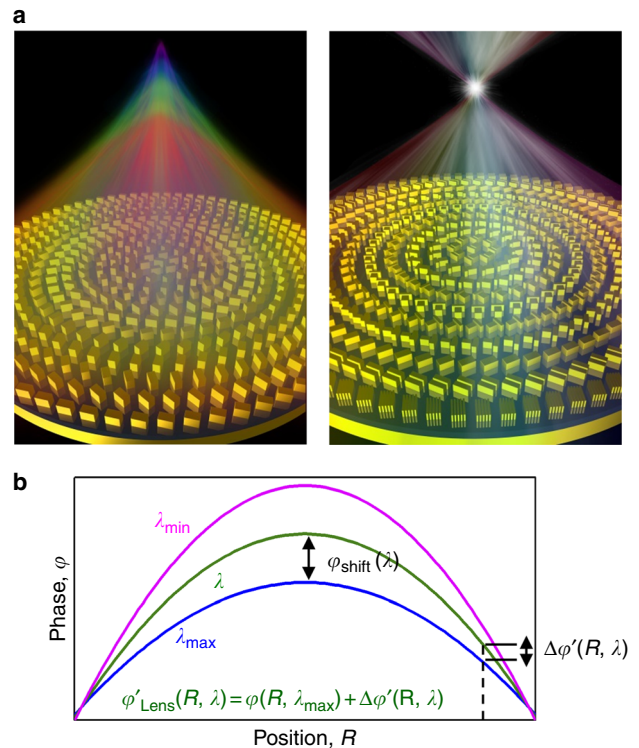 a
b
λmin
λ
λmax
φshift (λ)
Δφ′(R, λ)
φ′Lens(R, λ) = φ(R, λmax) + Δφ′(R, λ)
Phase, φ
Position, R